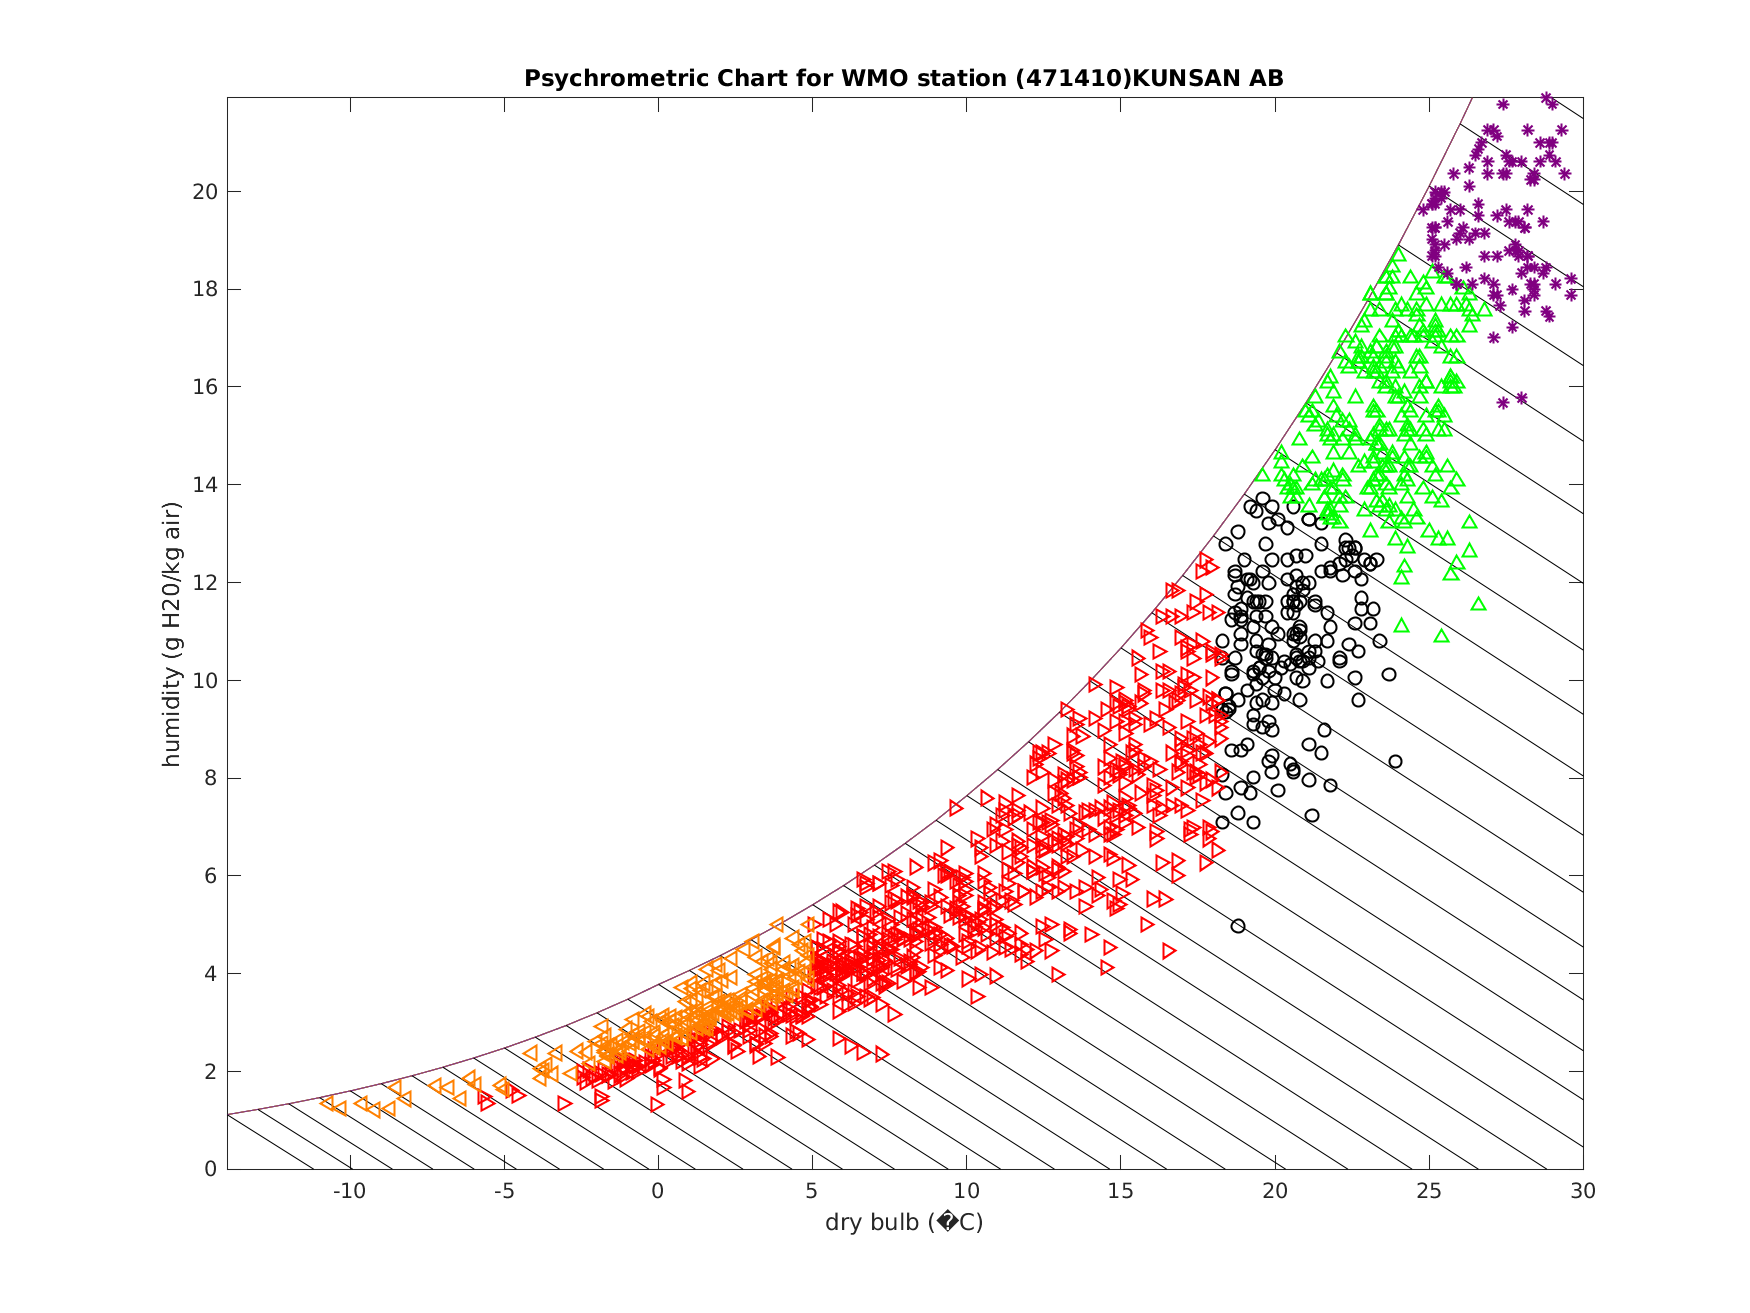 Psychrometric Chart for WMO station (471410)KUNSAN AB
humidity (g H20/kg air)
20
18
16
14
12
10
8
6
4
2
0
-10 -5 0 5 10 15 20 25 30
dry bulb (�C)